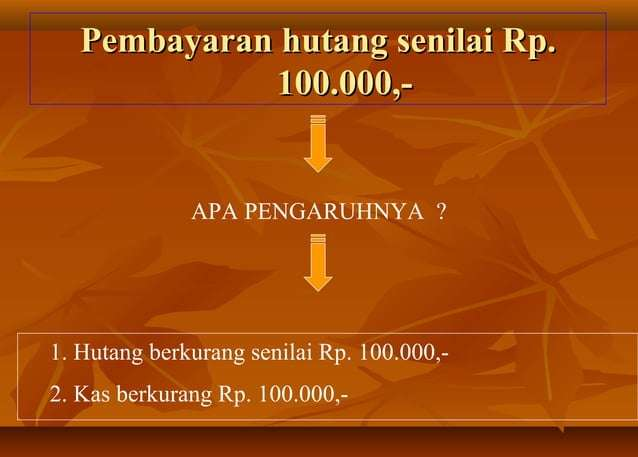 Pembayaran hutang senilai Rp.
100.000,-
APA PENGARUHNYA ?
1. Hutang berkurang senilai Rp. 100.000,-
2. Kas berkurang Rp. 100.000,-